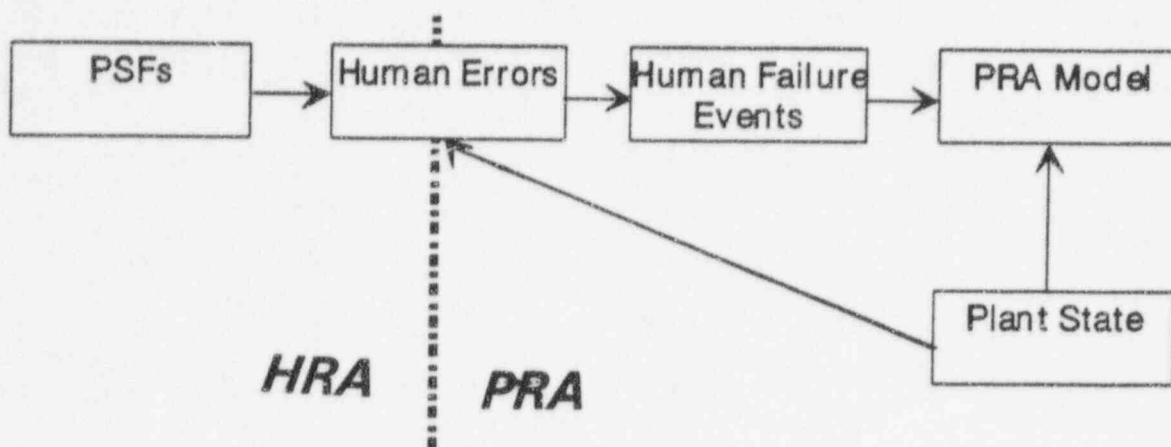 PSFs
Human Errors
Human Failure
Events
PRA Model
Plant State
HRA
PRA